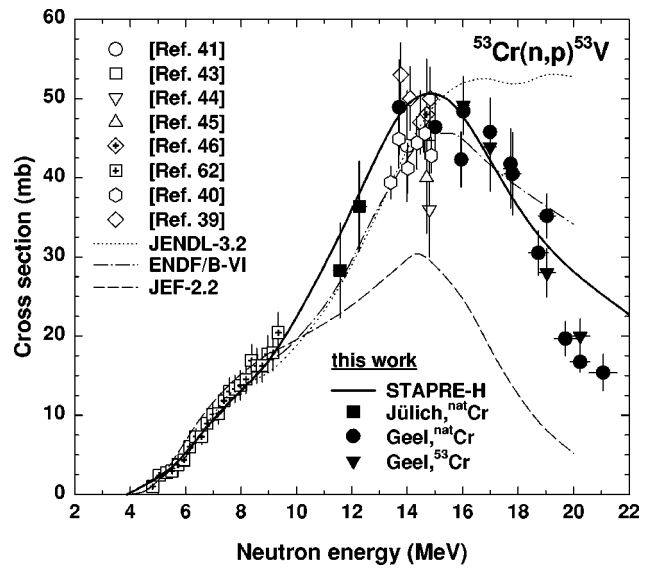 60
50
40
30
20
10
0
Cross section (mb)
⁵³Cr(n,p)⁵³V
[Ref. 41]
[Ref. 43]
[Ref. 44]
[Ref. 45]
[Ref. 46]
[Ref. 62]
[Ref. 40]
[Ref. 39]
JENDL-3.2
ENDF/B-VI
JEF-2.2
this work
STAPRE-H
Jülich,ⁿᵃᵗCr
Geel,ⁿᵃᵗCr
Geel,⁵³Cr
2 4 6 8 10 12 14 16 18 20 22
Neutron energy (MeV)